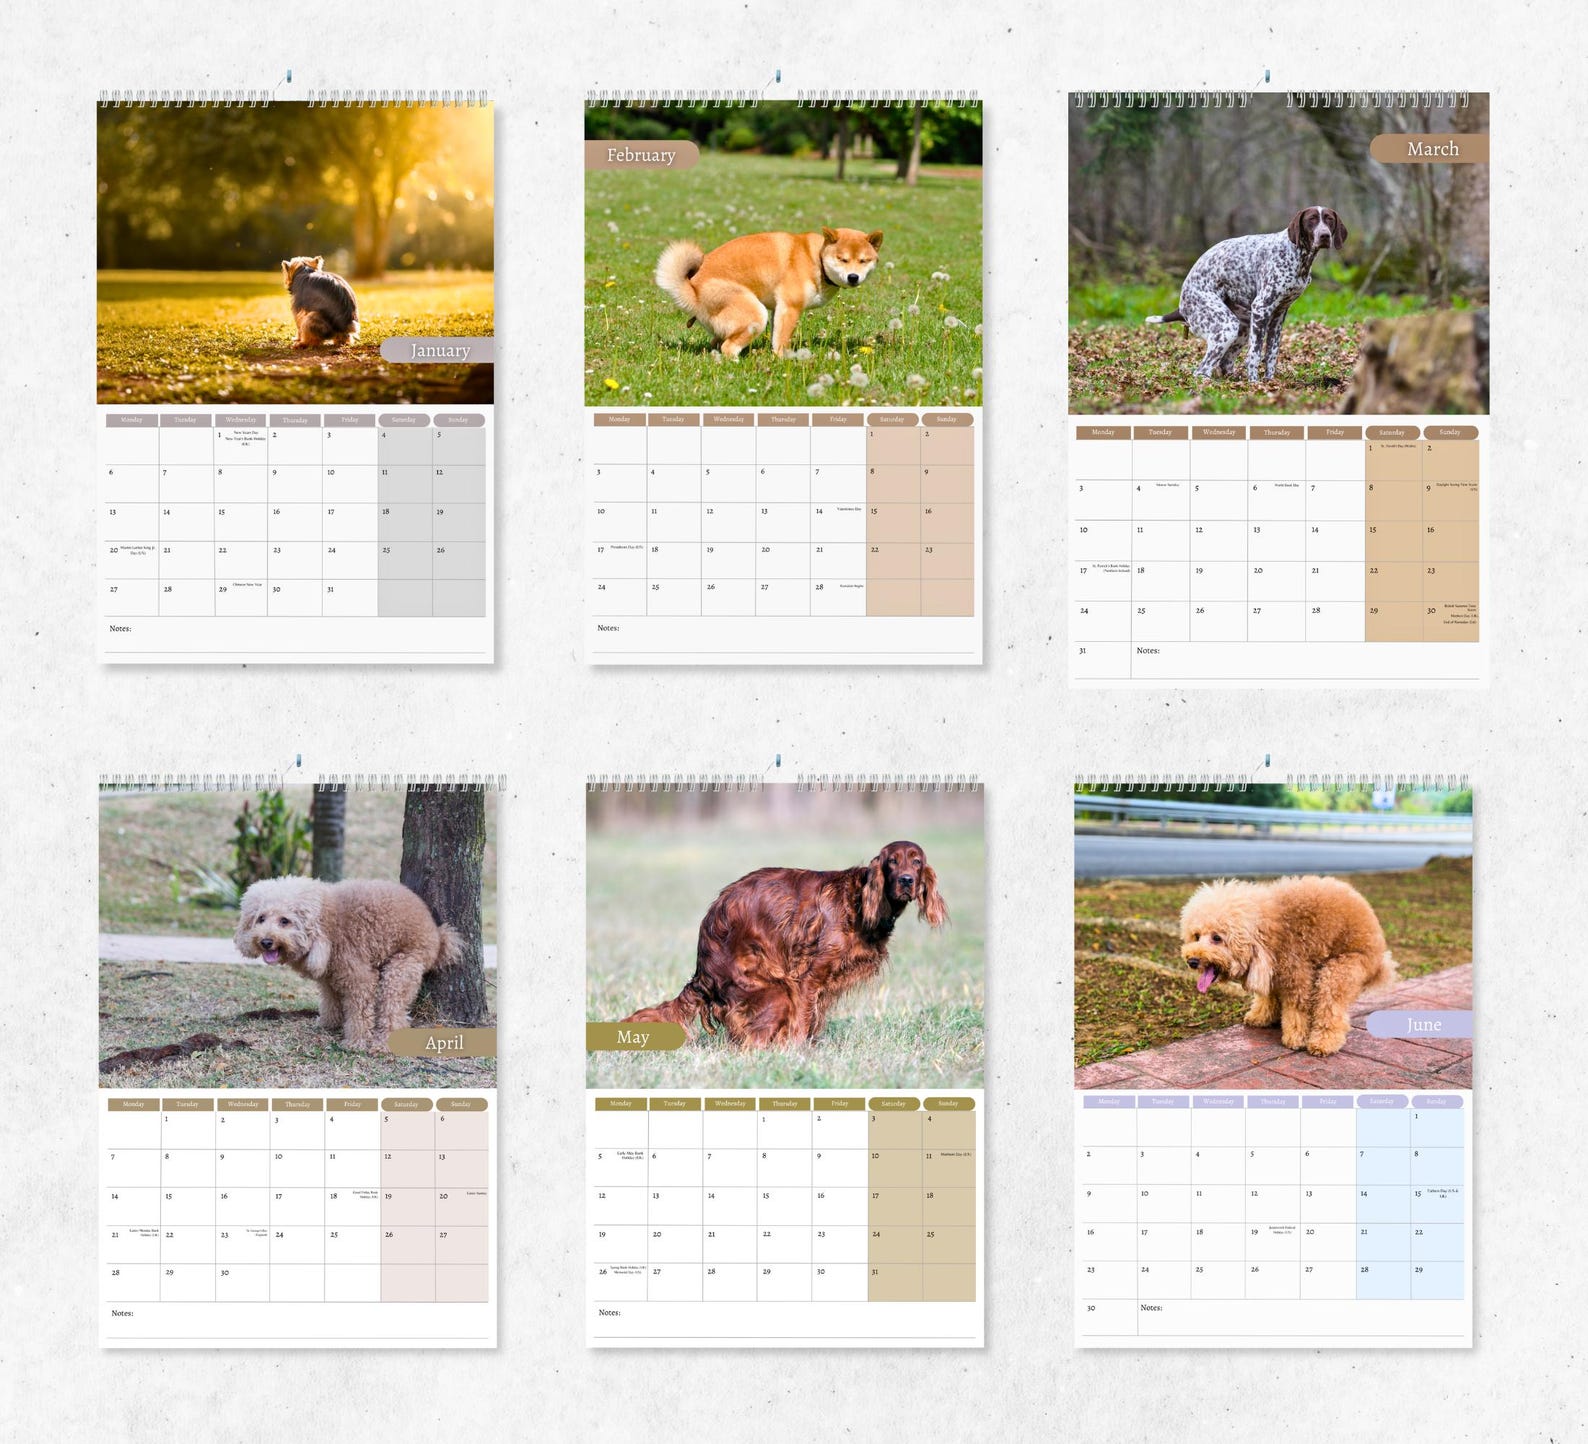 January
Monday Tuesday Wednesday Thursday Friday Saturday Sunday
1 New Years Day 2 3 4 5
New Year's Bank Holiday
(UK)
6 7 8 9 10 11 12
13 14 15 16 17 18 19
20 Martin Luther King Jr. 21 22 23 24 25 26
Day (US)
27 28 29 Chinese New Year 30 31
Notes:
February
Monday Tuesday Wednesday Thursday Friday Saturday Sunday
1 2
3 4 5 6 7 8 9
10 11 12 13 14 Valentines Day 15 16
17 Presidents Day (US) 18 19 20 21 22 23
24 25 26 27 28 Ramadan Begins
Notes:
March
Monday Tuesday Wednesday Thursday Friday Saturday Sunday
1 St. David's Day (Wales) 2
3 4 Shrove Tuesday 5 6 World Book Day 7 8 9 Daylight Saving Time Starts
(US)
10 11 12 13 14 15 16
17 St. Patrick's Bank Holiday 18 19 20 21 22 23
(Northern Ireland)
24 25 26 27 28 29 30 British Summer Time
Starts
Mothers Day (UK)
End of Ramadan (UK)
31 Notes:
April
Monday Tuesday Wednesday Thursday Friday Saturday Sunday
1 2 3 4 5 6
7 8 9 10 11 12 13
14 15 16 17 18 Good Friday Bank 19 20 Easter Sunday
Holiday (UK)
21 Easter Monday Bank 22 23 St. George's Day 24 25 26 27
Holiday (UK) England
28 29 30
Notes:
May
Monday Tuesday Wednesday Thursday Friday Saturday Sunday
1 2 3 4
5 Early May Bank 6 7 8 9 10 11 Mothers Day (US)
Holiday (UK)
12 13 14 15 16 17 18
19 20 21 22 23 24 25
26 Spring Bank Holiday (UK) 27 28 29 30 31
Memorial Day (US)
Notes:
June
Monday Tuesday Wednesday Thursday Friday Saturday Sunday
1
2 3 4 5 6 7 8
9 10 11 12 13 14 15 Fathers Day (US &
UK)
16 17 18 19 Juneteenth Federal 20 21 22
Holiday (US)
23 24 25 26 27 28 29
30 Notes: